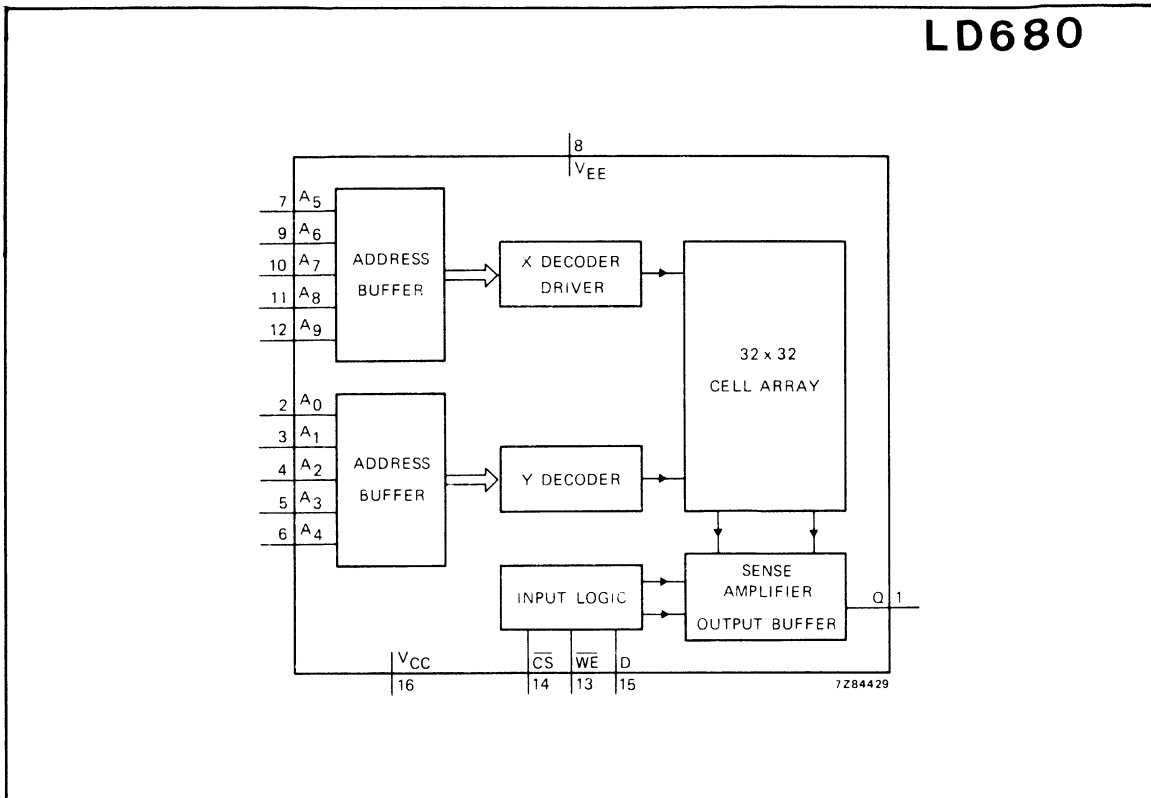 LD680
8
VEE
7 A5
9 A6
10 A7
11 A8
12 A9
ADDRESS
BUFFER
X DECODER
DRIVER
32 x 32
CELL ARRAY
2 A0
3 A1
4 A2
5 A3
6 A4
ADDRESS
BUFFER
Y DECODER
INPUT LOGIC
SENSE
AMPLIFIER
OUTPUT BUFFER
Q 1
VCC
16
C̅S̅
14
W̅E̅
13
D
15
7Z84429